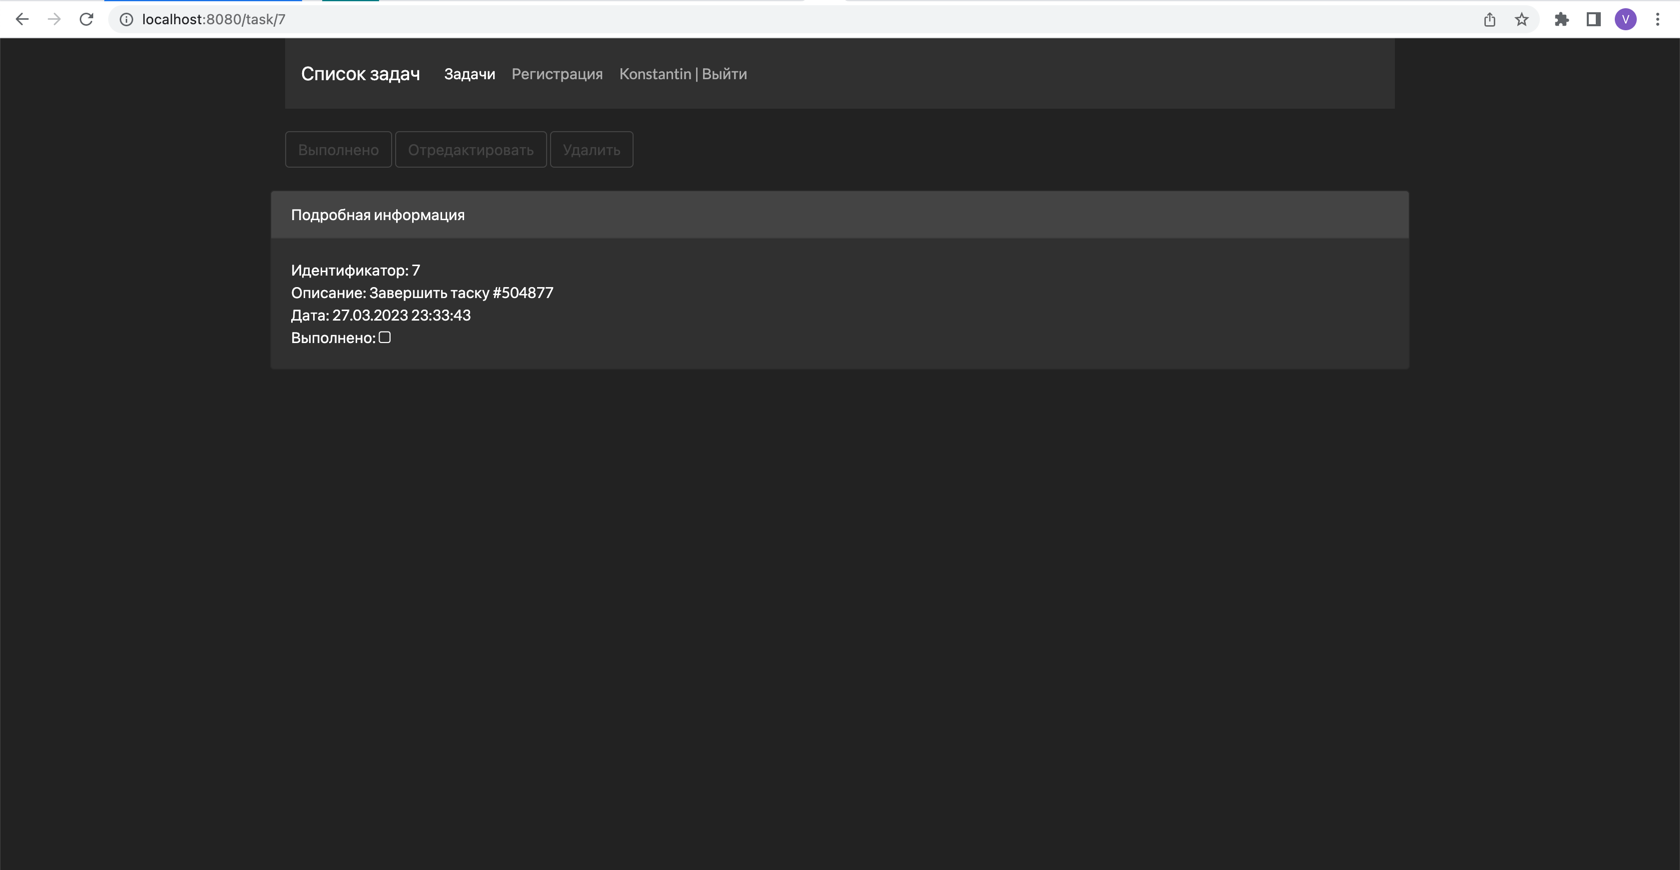 localhost:8080/task/7
V
Список задач Задачи Регистрация Konstantin | Выйти
Выполнено Отредактировать Удалить
Подробная информация
Идентификатор: 7
Описание: Завершить таску #504877
Дата: 27.03.2023 23:33:43
Выполнено: